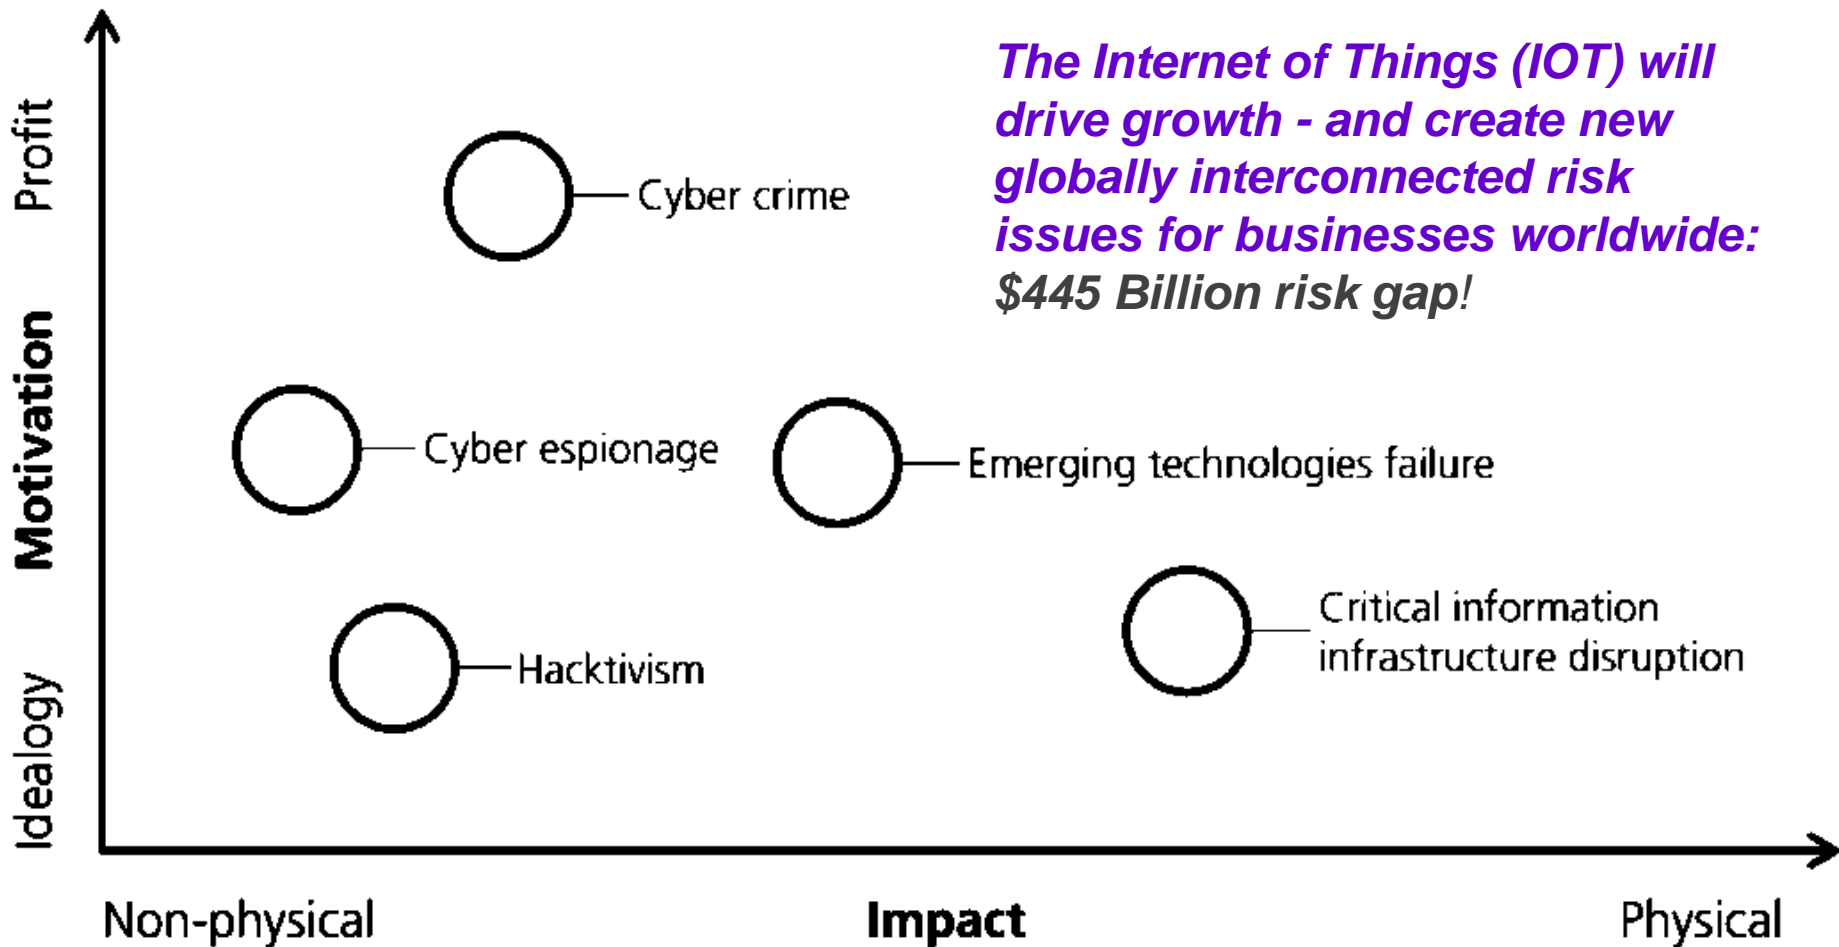 The Internet of Things (IOT) will
drive growth - and create new
globally interconnected risk
issues for businesses worldwide:
$445 Billion risk gap!
Profit
Motivation
Idealogy
Cyber crime
Cyber espionage
Emerging technologies failure
Hacktivism
Critical information
infrastructure disruption
Non-physical
Impact
Physical